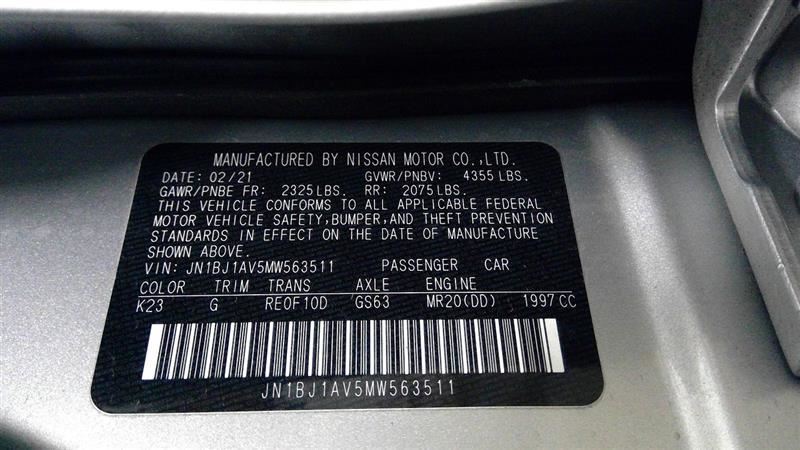 MANUFACTURED BY NISSAN MOTOR CO.,LTD.
DATE: 02/21 GVWR/PNBV: 4355 LBS.
GAWR/PNBE FR: 2325 LBS. RR: 2075 LBS.
THIS VEHICLE CONFORMS TO ALL APPLICABLE FEDERAL
MOTOR VEHICLE SAFETY,BUMPER,AND THEFT PREVENTION
STANDARDS IN EFFECT ON THE DATE OF MANUFACTURE
SHOWN ABOVE.
VIN: JN1BJ1AV5MW563511 PASSENGER CAR
COLOR TRIM TRANS AXLE ENGINE
K23 G RE0F10D GS63 MR20(DD) 1997 CC
JN1BJ1AV5MW563511